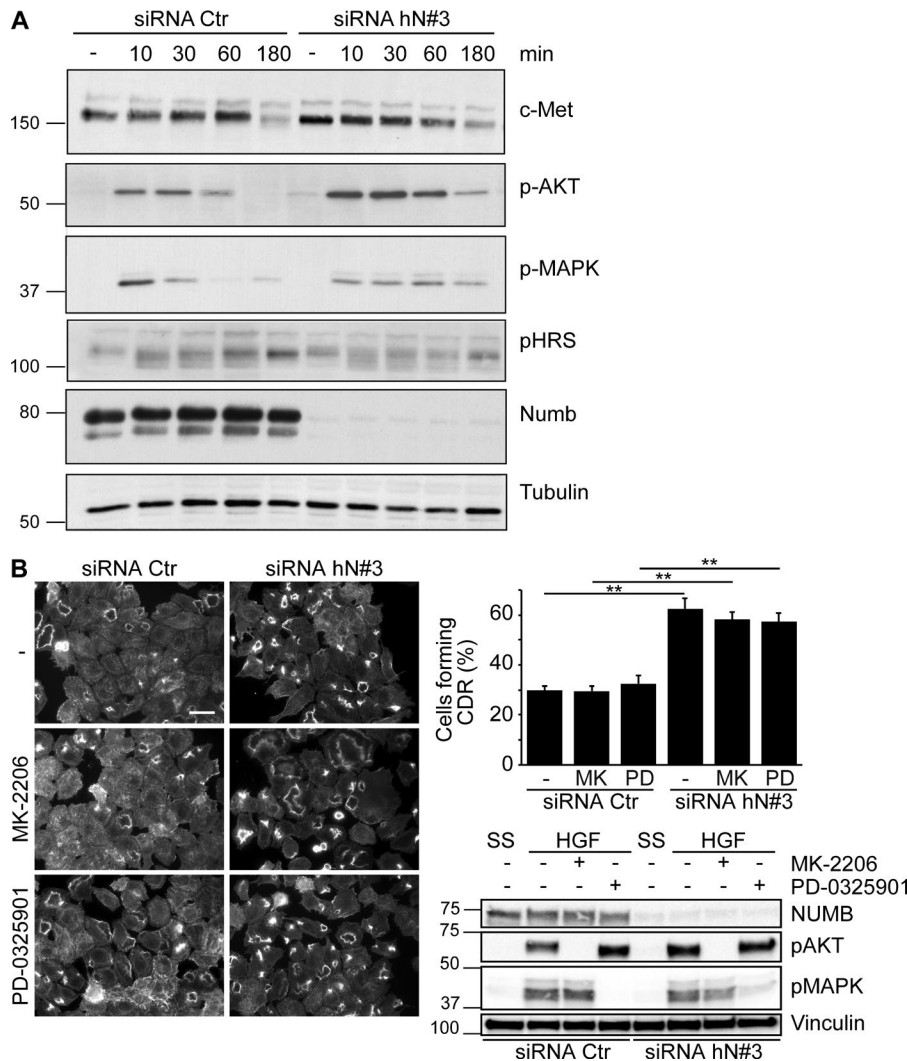 A
siRNA Ctr siRNA hN#3
- 10 30 60 180 - 10 30 60 180 min
150 c-Met
50 p-AKT
37 p-MAPK
100 pHRS
80 Numb
50 Tubulin
B
siRNA Ctr siRNA hN#3
-
MK-2206
PD-0325901
Cells forming
CDR (%)
60
40
20
0
** ** **
- MK PD - MK PD
siRNA Ctr siRNA hN#3
SS HGF SS HGF
- - + - - - + - MK-2206
- - - + - - - + PD-0325901
75 NUMB
75 pAKT
50
37 pMAPK
100 Vinculin
siRNA Ctr siRNA hN#3